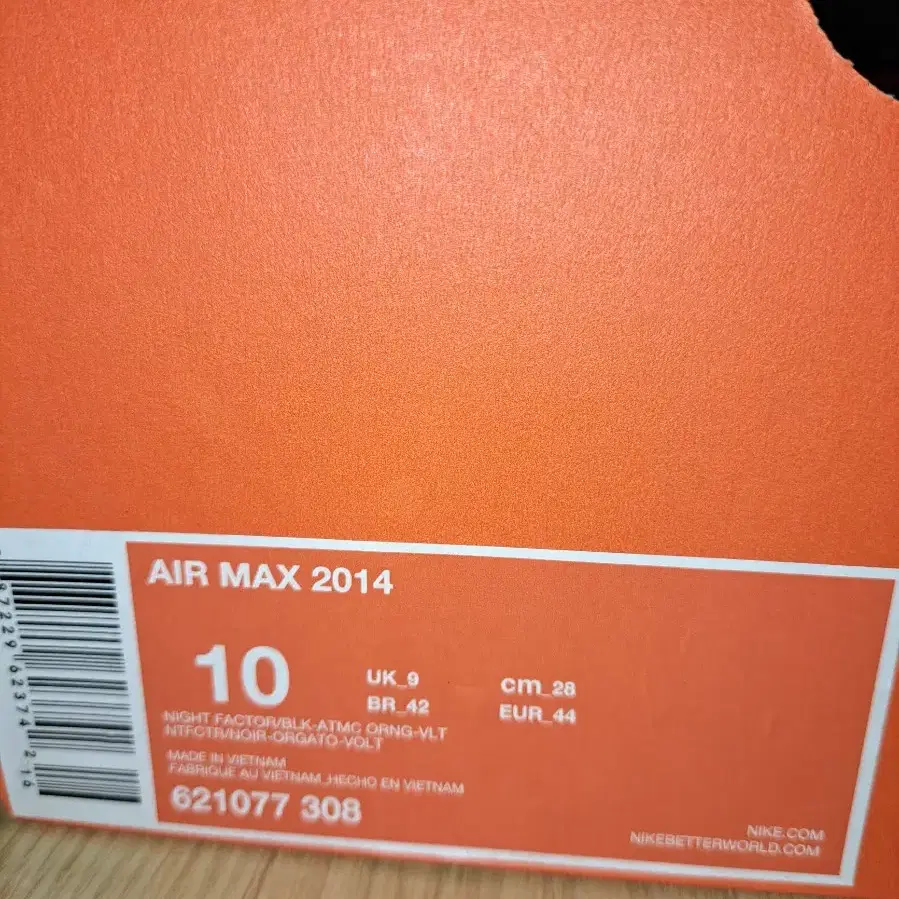 AIR MAX 2014
10
UK_9
BR_42
cm_28
EUR_44
NIGHT FACTOR/BLK-ATMC ORNG-VLT
NTFCTR/NOIR-ORGATO-VOLT
MADE IN VIETNAM
FABRIQUE AU VIETNAM_HECHO EN VIETNAM
621077 308
NIKE.COM
NIKEBETTERWORLD.COM